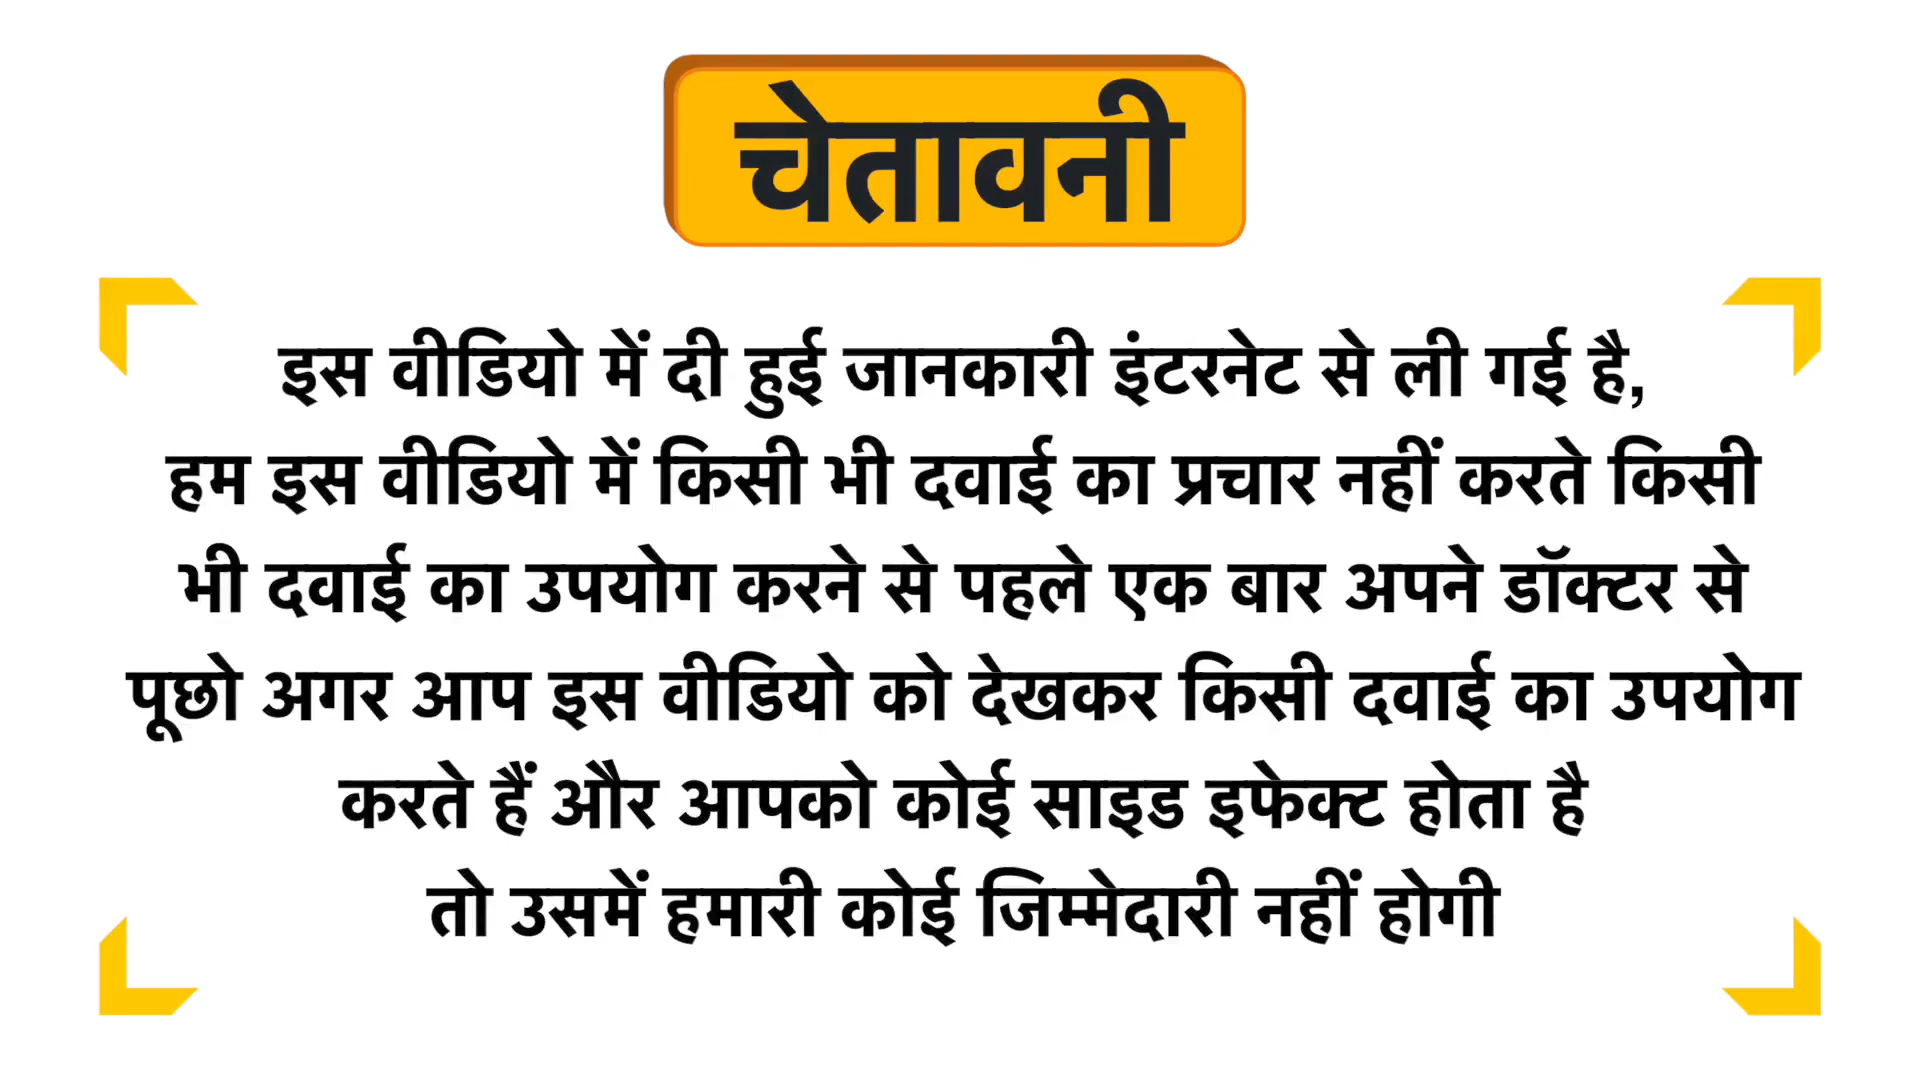 चेतावनी
इस वीडियो में दी हुई जानकारी इंटरनेट से ली गई है,
हम इस वीडियो में किसी भी दवाई का प्रचार नहीं करते किसी
भी दवाई का उपयोग करने से पहले एक बार अपने डॉक्टर से
पूछो अगर आप इस वीडियो को देखकर किसी दवाई का उपयोग
करते हैं और आपको कोई साइड इफेक्ट होता है
तो उसमें हमारी कोई जिम्मेदारी नहीं होगी